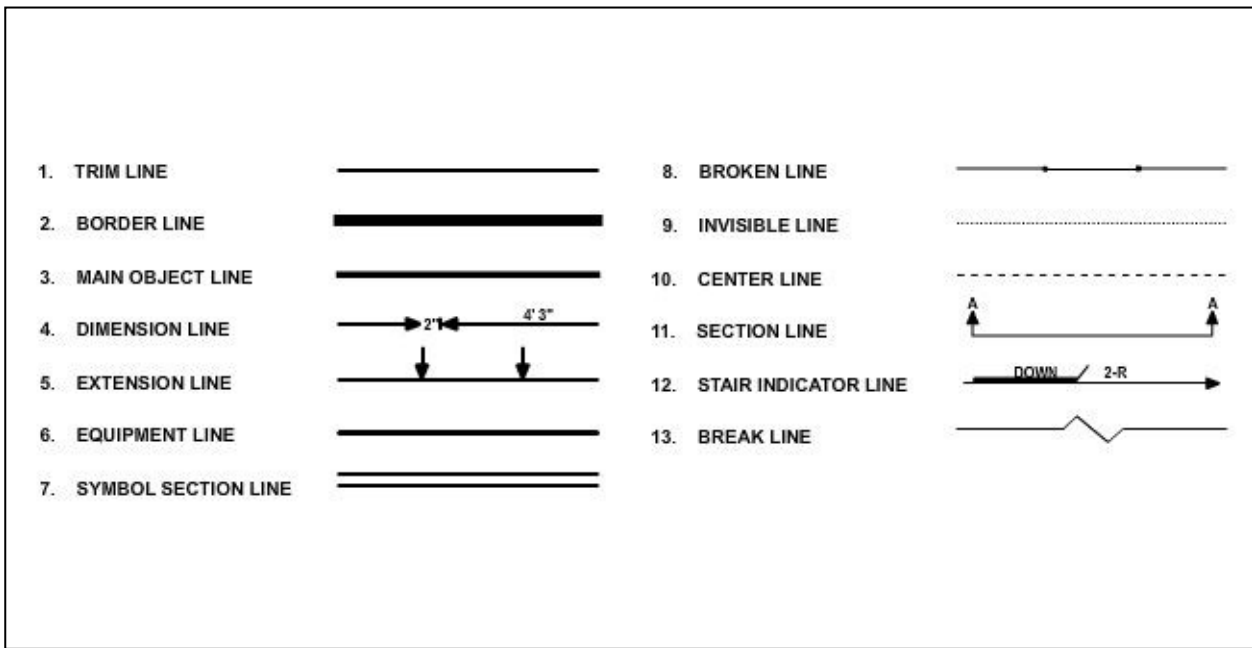 1. TRIM LINE
2. BORDER LINE
3. MAIN OBJECT LINE
4. DIMENSION LINE 2" 4' 3"
5. EXTENSION LINE
6. EQUIPMENT LINE
7. SYMBOL SECTION LINE
8. BROKEN LINE
9. INVISIBLE LINE
10. CENTER LINE
A A
11. SECTION LINE
12. STAIR INDICATOR LINE DOWN 2-R
13. BREAK LINE